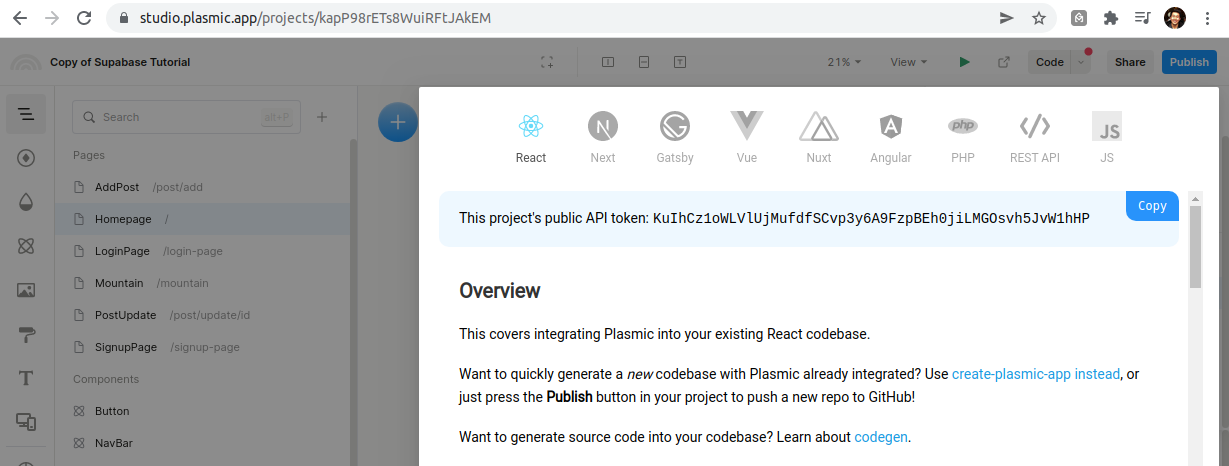 studio.plasmic.app/projects/kapP98rETs8WuiRFtJAkEM
Copy of Supabase Tutorial
21%
View
Code
Share
Publish
Search
alt+P
Pages
AddPost /post/add
Homepage /
LoginPage /login-page
Mountain /mountain
PostUpdate /post/update/id
SignupPage /signup-page
Components
Button
NavBar
React
Next
Gatsby
Vue
Nuxt
Angular
php
PHP
REST API
JS
JS
This project's public API token: KuIhCz1oWLVlUjMufdfSCvp3y6A9FzpBEh0jiLMGOsvh5JvW1hHP
Copy
Overview
This covers integrating Plasmic into your existing React codebase.
Want to quickly generate a new codebase with Plasmic already integrated? Use create-plasmic-app instead, or
just press the Publish button in your project to push a new repo to GitHub!
Want to generate source code into your codebase? Learn about codegen.